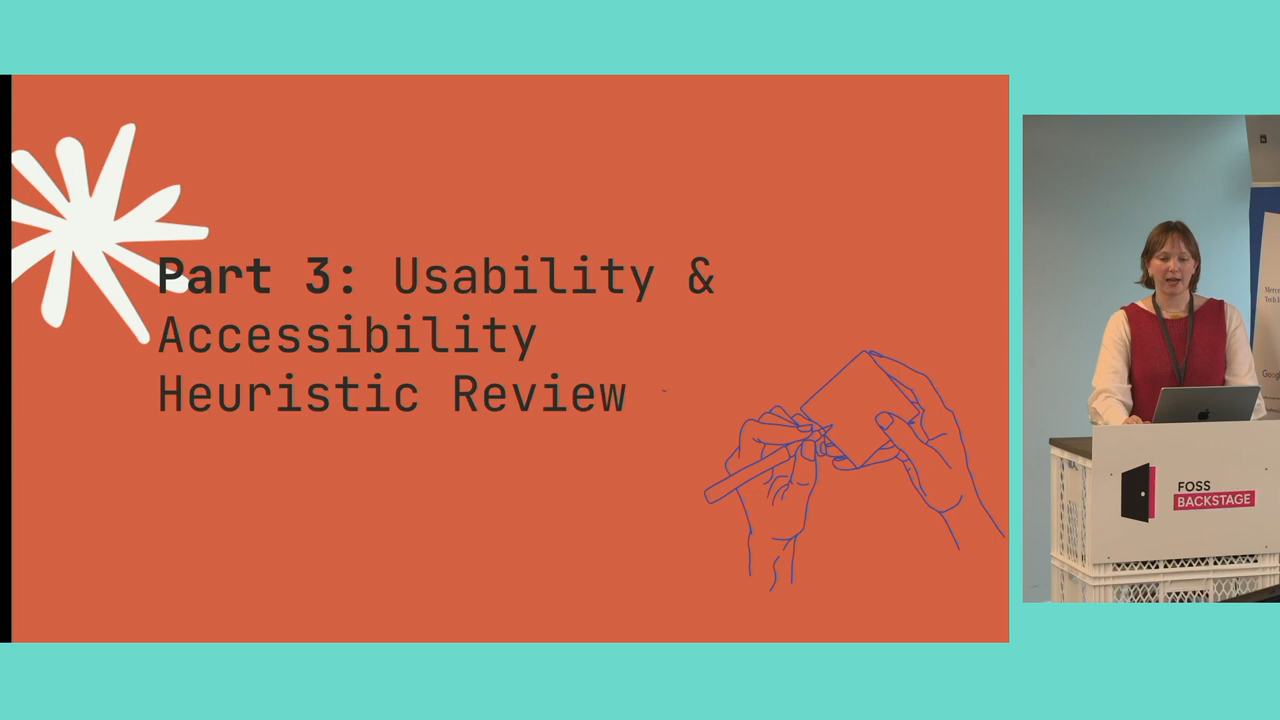 Part 3: Usability &
Accessibility
Heuristic Review
FOSS
BACKSTAGE